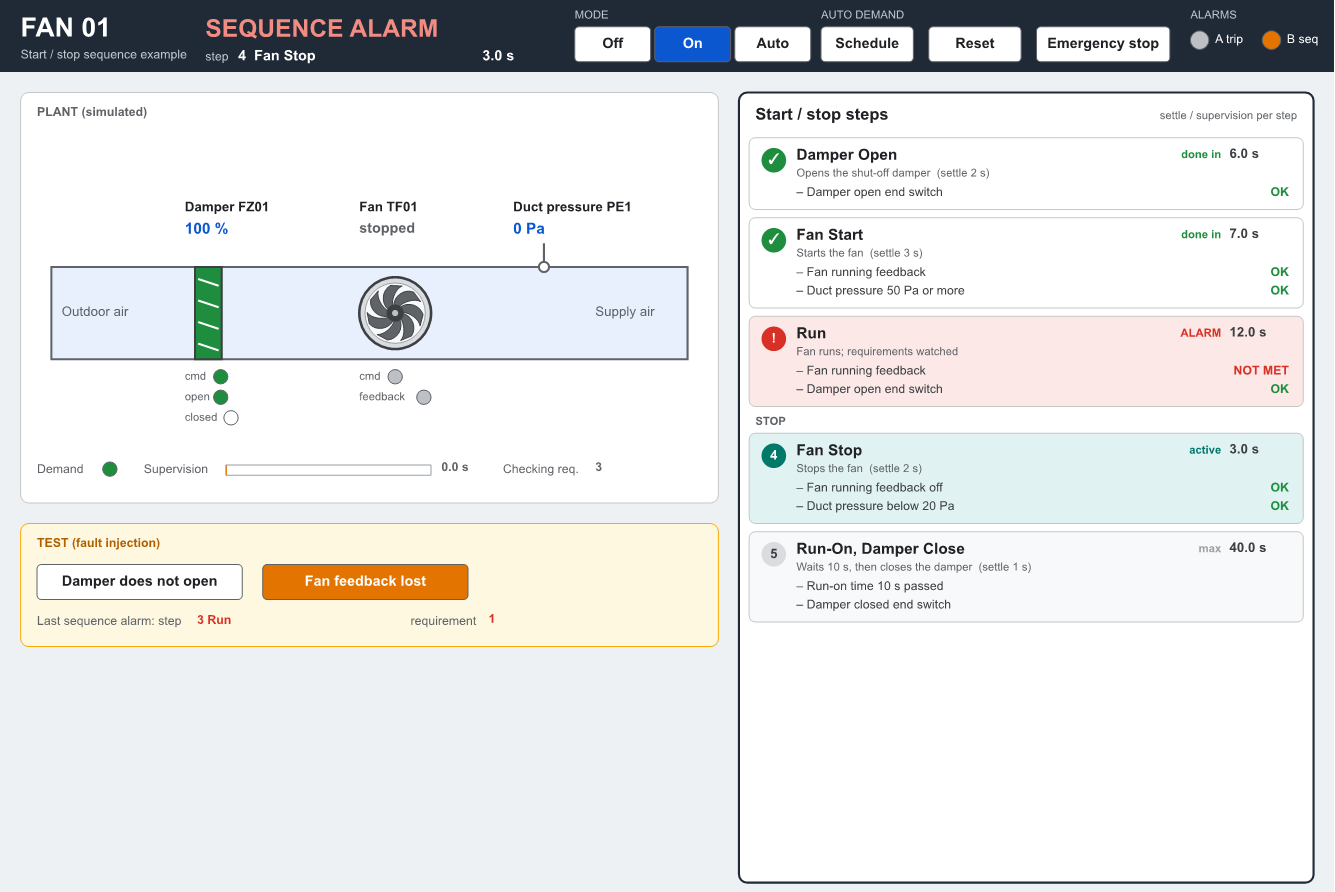 FAN 01
Start / stop sequence example
SEQUENCE ALARM
step 4 Fan Stop 3.0 s
MODE
Off On Auto
AUTO DEMAND
Schedule Reset Emergency stop
ALARMS
A trip B seq
PLANT (simulated)
Damper FZ01 Fan TF01 Duct pressure PE1
100 % stopped 0 Pa
Outdoor air Supply air
cmd cmd
open feedback
closed
Demand Supervision 0.0 s Checking req. 3
TEST (fault injection)
Damper does not open Fan feedback lost
Last sequence alarm: step 3 Run requirement 1
Start / stop steps settle / supervision per step
✓ Damper Open done in 6.0 s
Opens the shut-off damper (settle 2 s)
– Damper open end switch OK
✓ Fan Start done in 7.0 s
Starts the fan (settle 3 s)
– Fan running feedback OK
– Duct pressure 50 Pa or more OK
! Run ALARM 12.0 s
Fan runs; requirements watched
– Fan running feedback NOT MET
– Damper open end switch OK
STOP
4 Fan Stop active 3.0 s
Stops the fan (settle 2 s)
– Fan running feedback off OK
– Duct pressure below 20 Pa OK
5 Run-On, Damper Close max 40.0 s
Waits 10 s, then closes the damper (settle 1 s)
– Run-on time 10 s passed
– Damper closed end switch